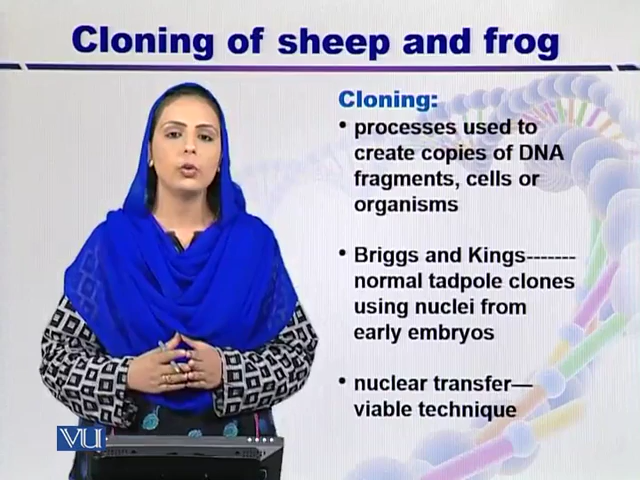 Cloning of sheep and frog
Cloning:
• processes used to
create copies of DNA
fragments, cells or
organisms
• Briggs and Kings-------
normal tadpole clones
using nuclei from
early embryos
• nuclear transfer—
viable technique
VU